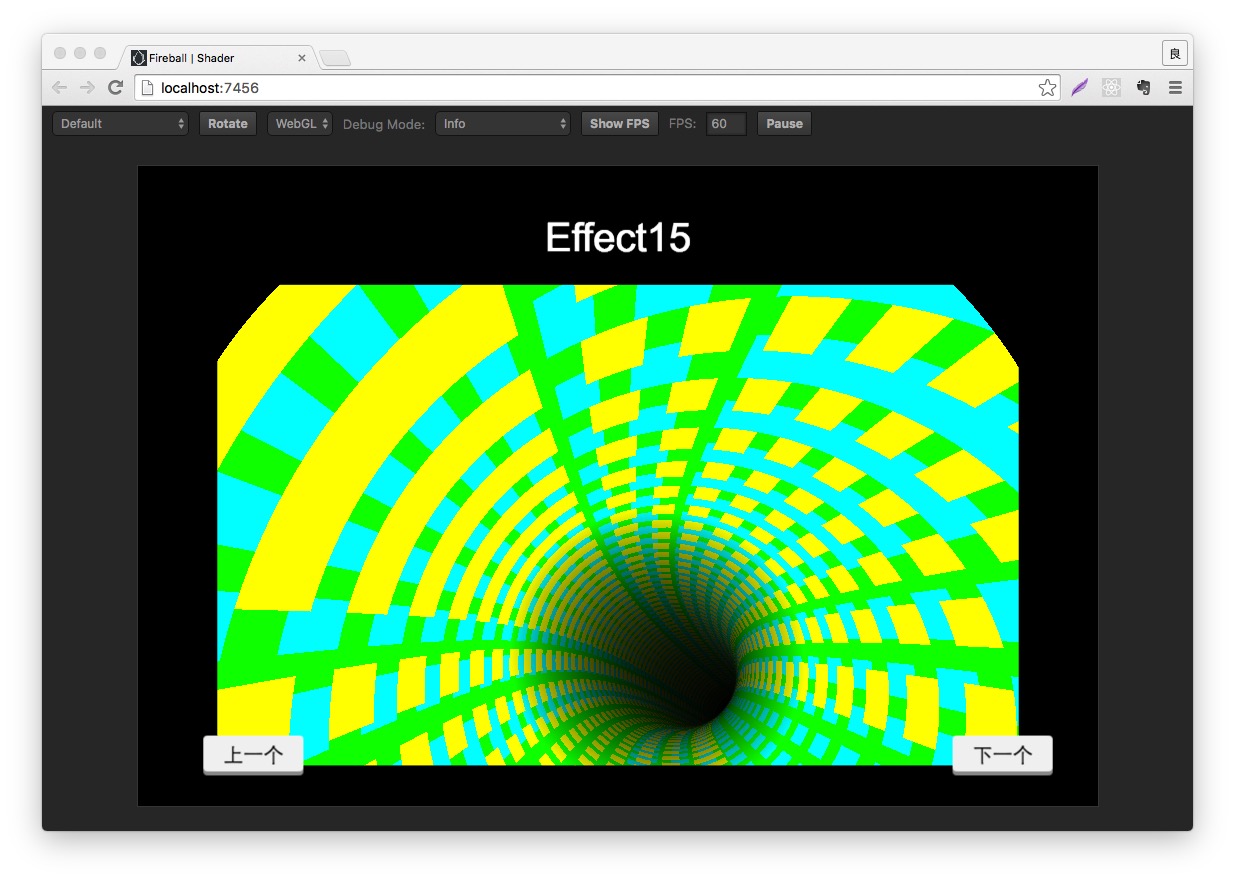 Fireball | Shader
良
localhost:7456
Default Rotate WebGL Debug Mode: Info Show FPS FPS: 60 Pause
Effect15
上一个 下一个